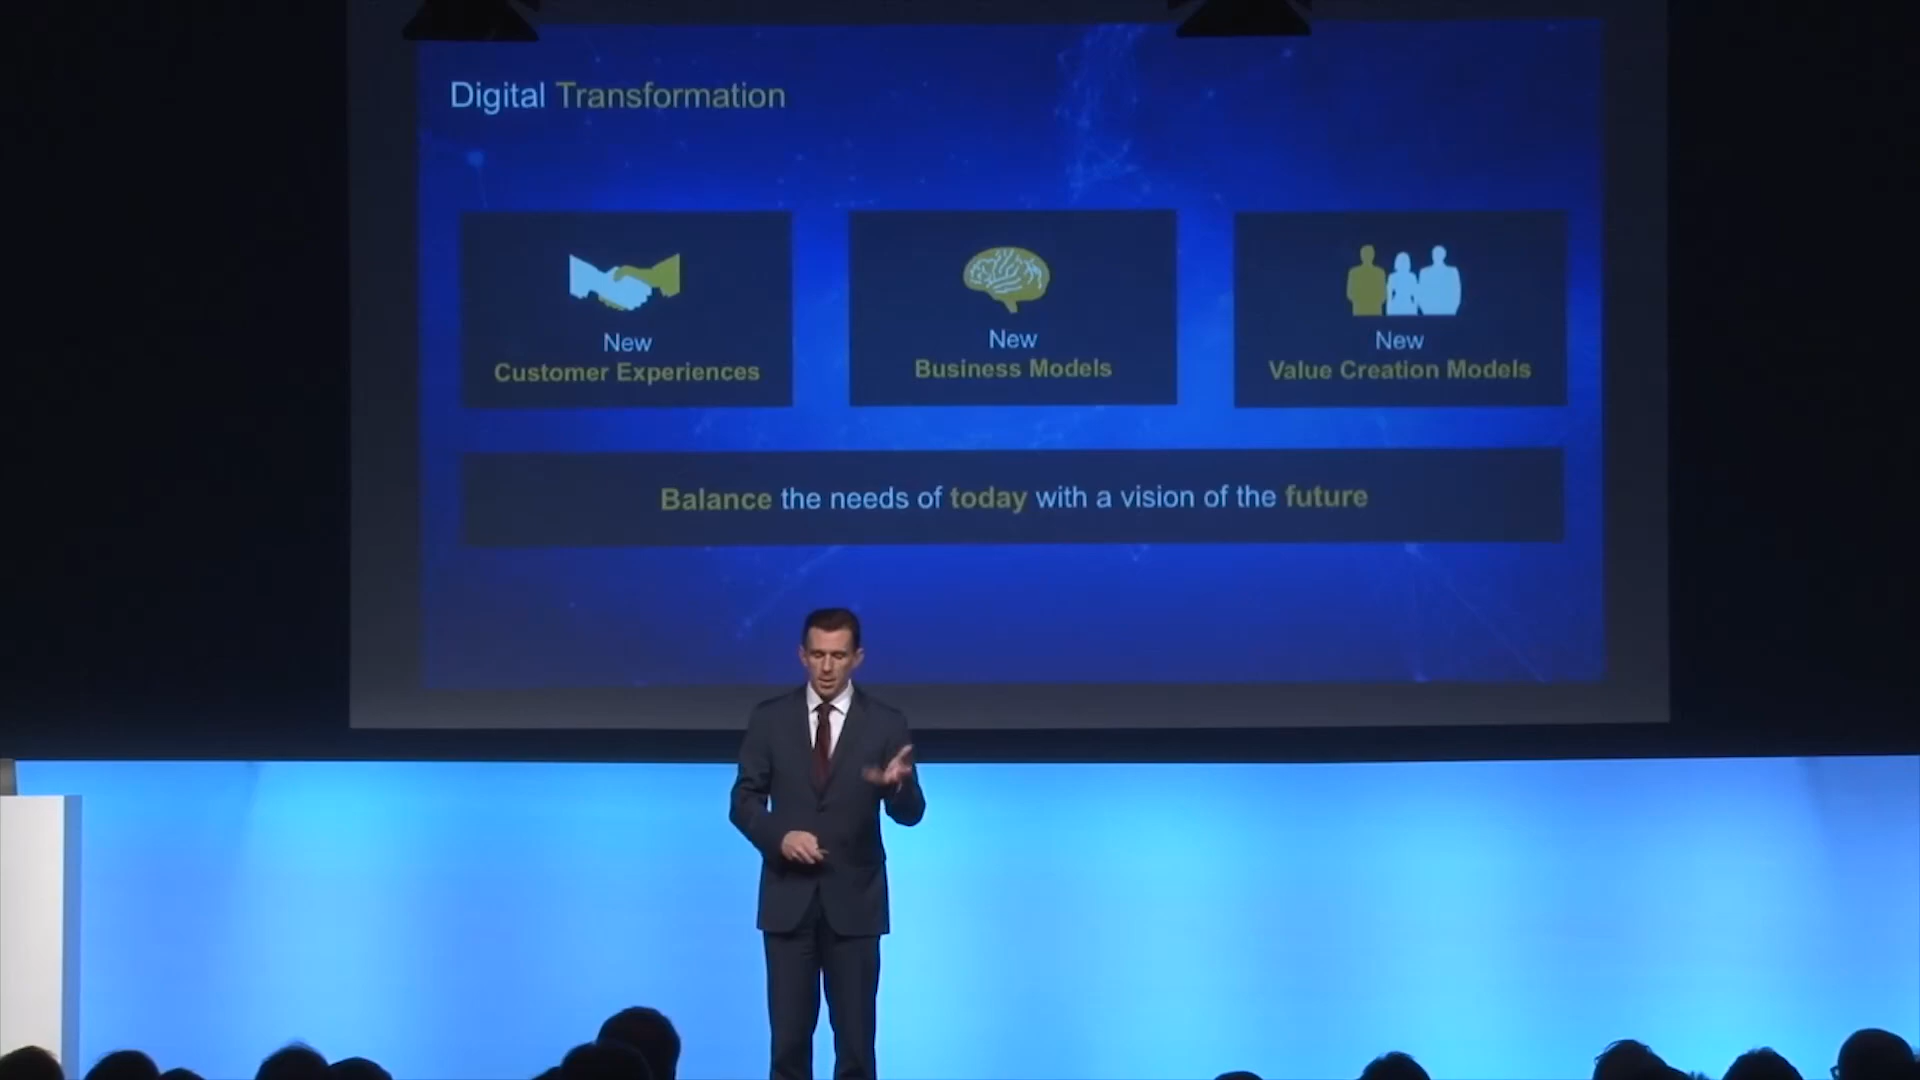 Digital Transformation
New
Customer Experiences
New
Business Models
New
Value Creation Models
Balance the needs of today with a vision of the future